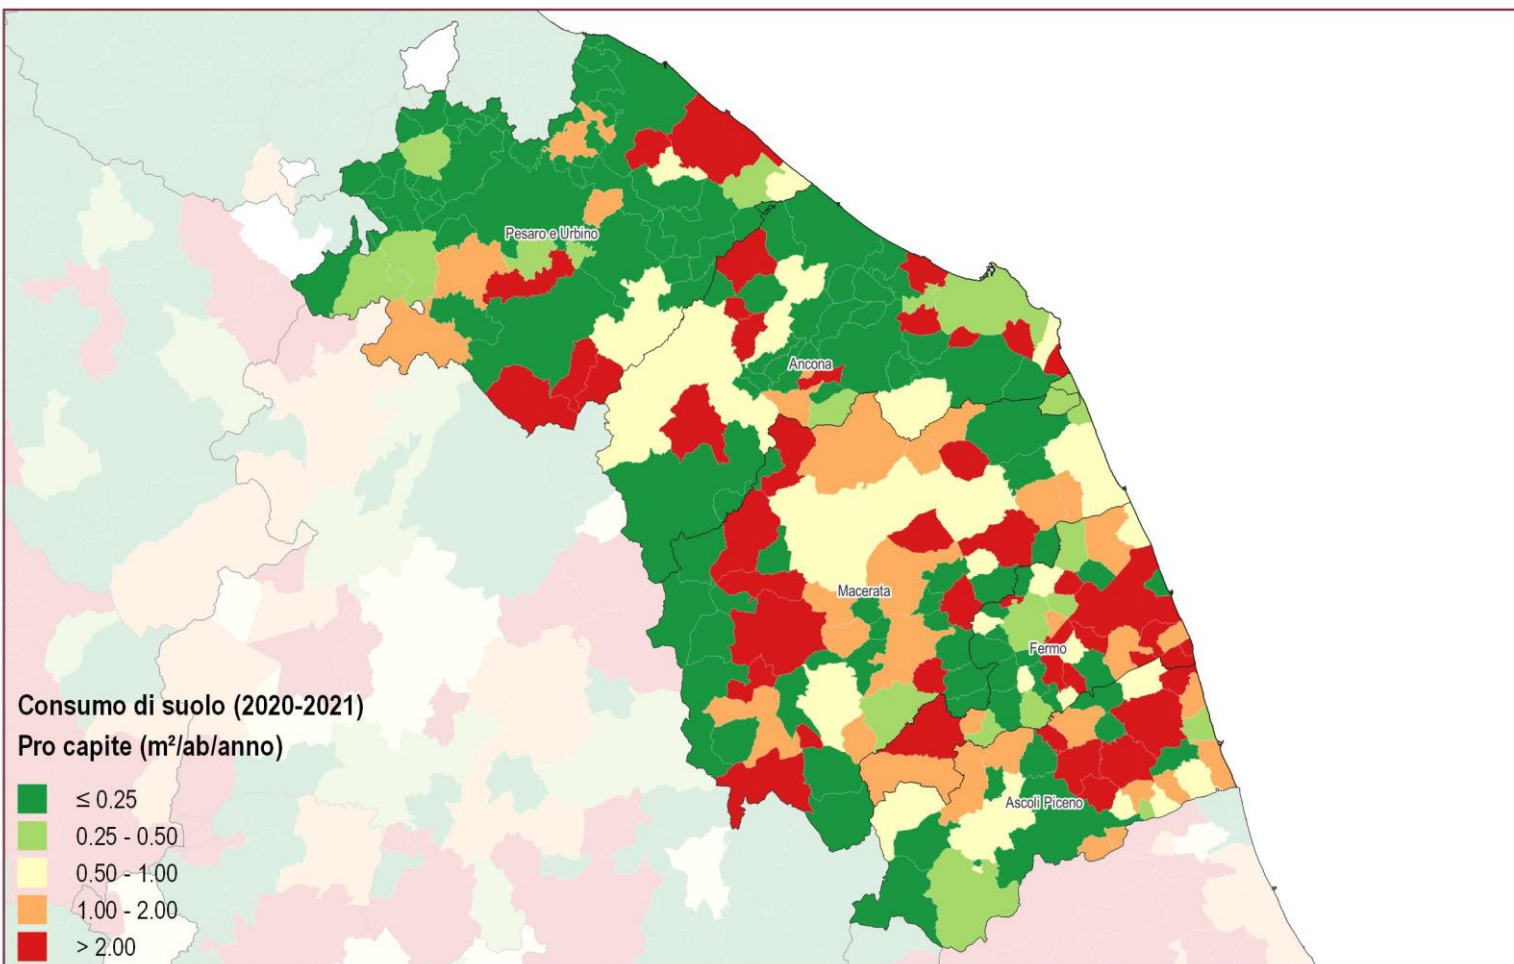 Pesaro e Urbino
Ancona
Macerata
Fermo
Ascoli Piceno
Consumo di suolo (2020-2021)
Pro capite (m²/ab/anno)
≤ 0.25
0.25 - 0.50
0.50 - 1.00
1.00 - 2.00
> 2.00